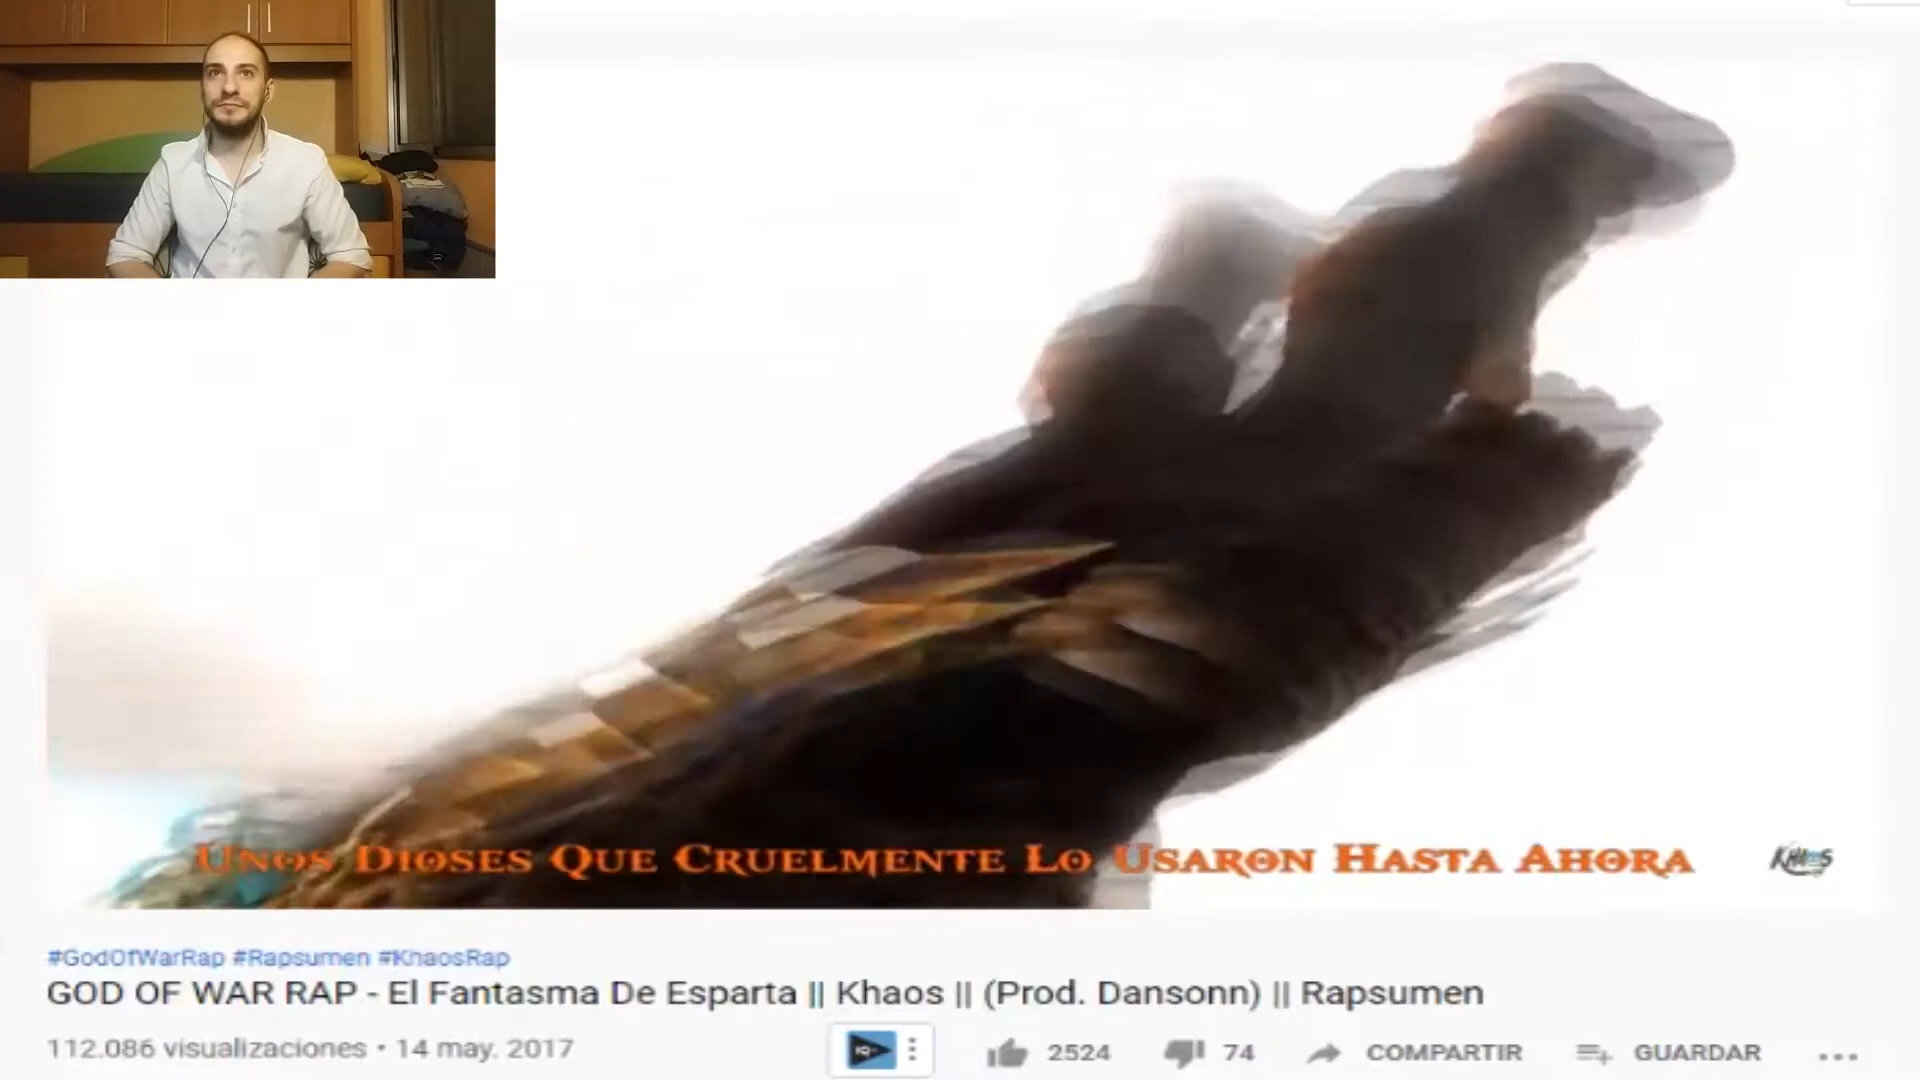 Unos Dioses Que Cruelmente Lo Usaron Hasta Ahora
KHAOS
#GodOfWarRap #Rapsumen #KhaosRap
GOD OF WAR RAP - El Fantasma De Esparta || Khaos || (Prod. Dansonn) || Rapsumen
112.086 visualizaciones • 14 may. 2017
IQ
2524
74
COMPARTIR
GUARDAR